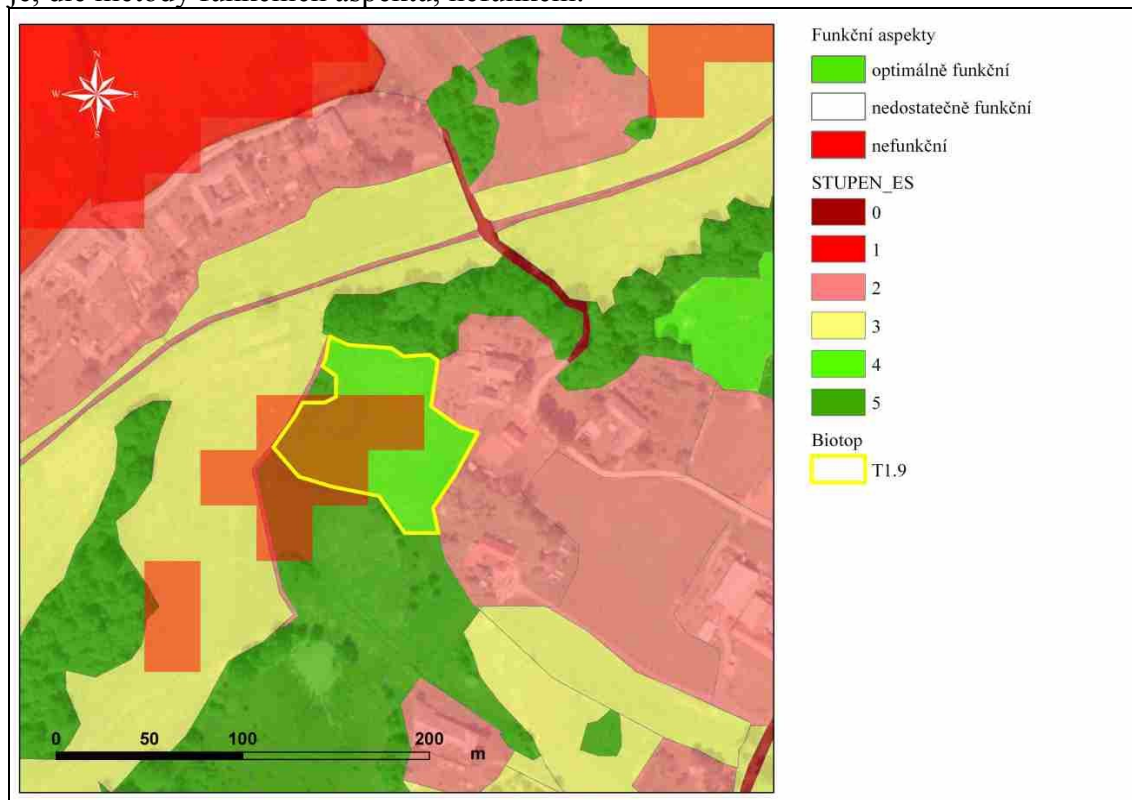 je, dle metody funkčních aspektů, nefunkční.
N
W E
S
0 50 100 200
m
Funkční aspekty
optimálně funkční
nedostatečně funkční
nefunkční
STUPEN_ES
0
1
2
3
4
5
Biotop
T1.9